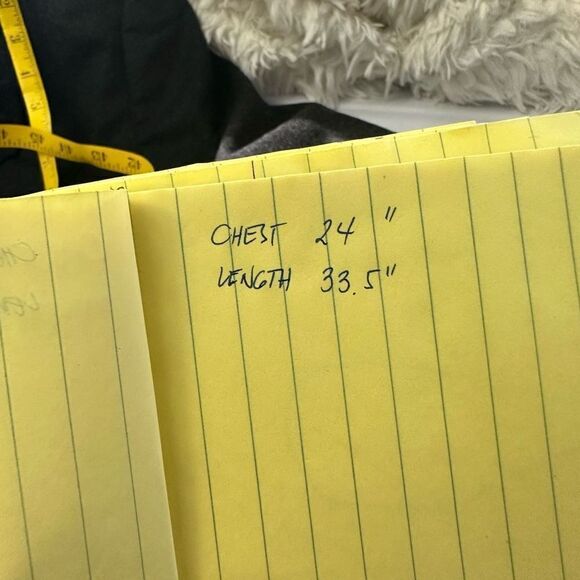 CHEST 24 "
LENGTH 33.5"